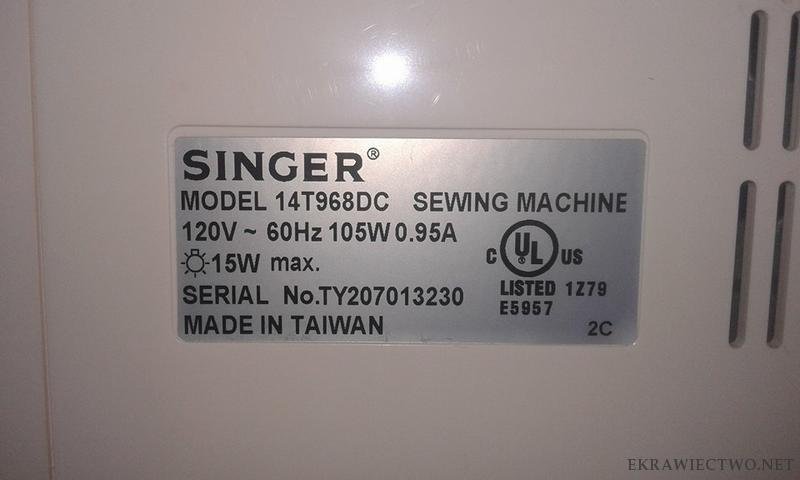 SINGER®
MODEL 14T968DC SEWING MACHINE
120V ~ 60Hz 105W 0.95A
15W max.
SERIAL No.TY207013230
MADE IN TAIWAN
C UL US
LISTED 1Z79
E5957
2C
EKRAWIECTWO.NET